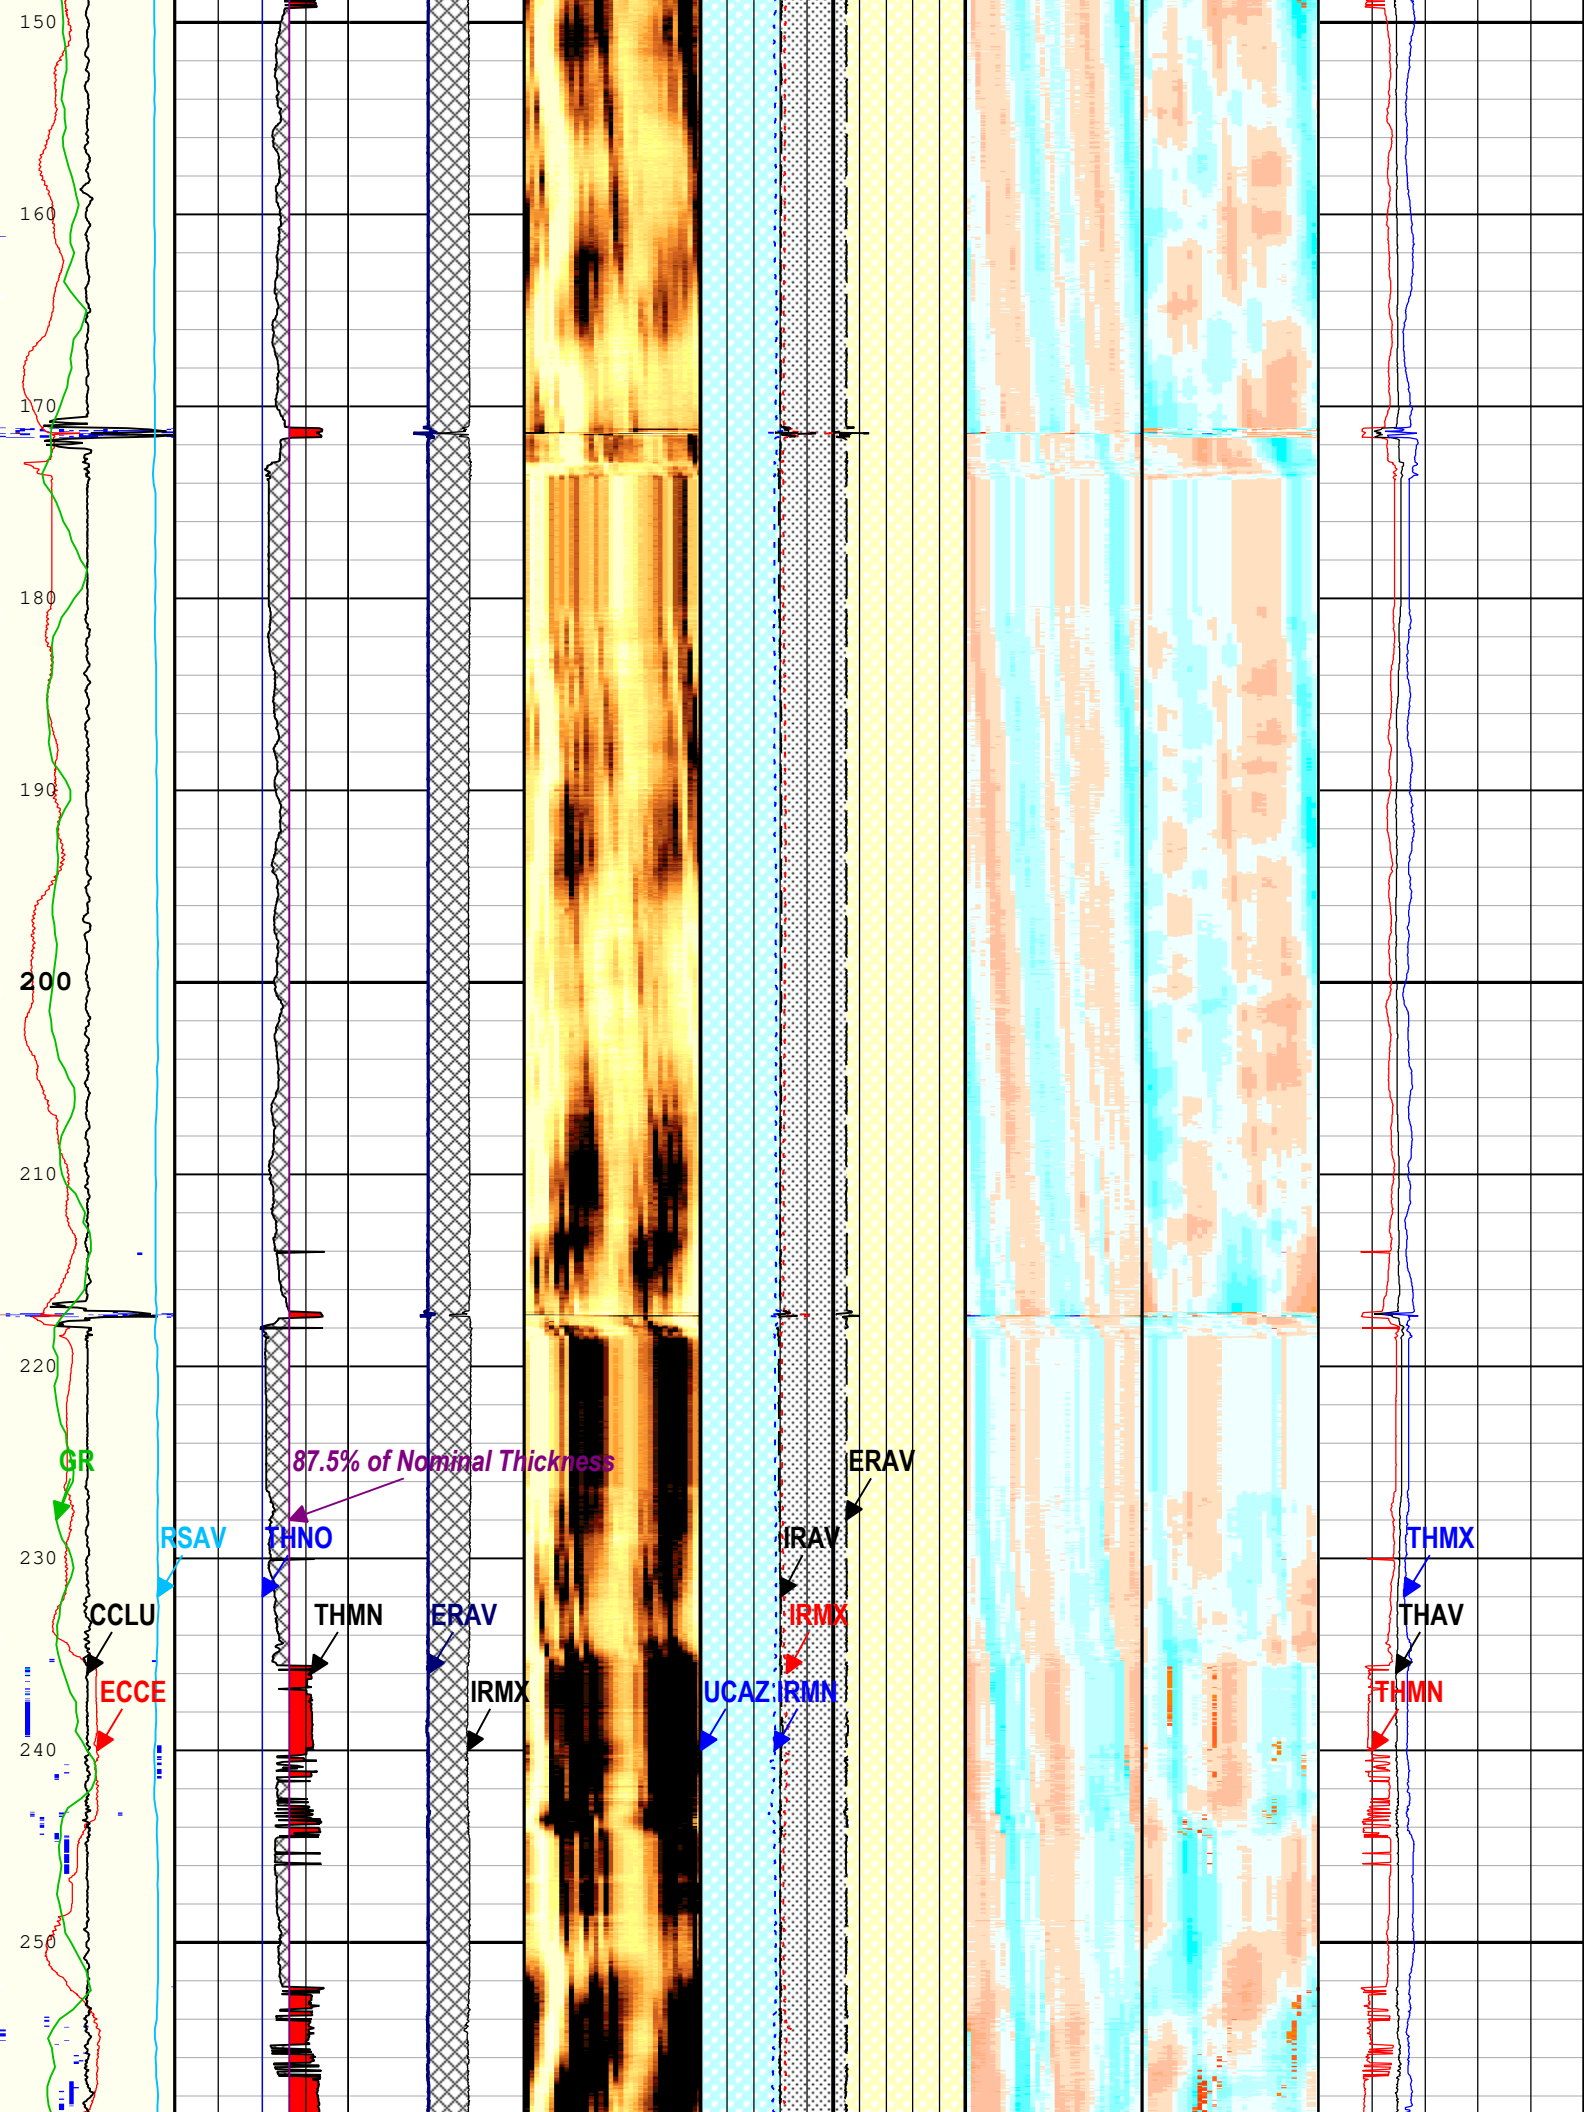 150
160
170
180
190
200
210
220
GR
87.5% of Nominal Thickness
ERAV
230
RSAV
THNO
IRAV
THMX
CCLU
THMN
ERAV
IRMX
THAV
ECCE
IRMX
UCAZ
IRMN
THMN
240
250